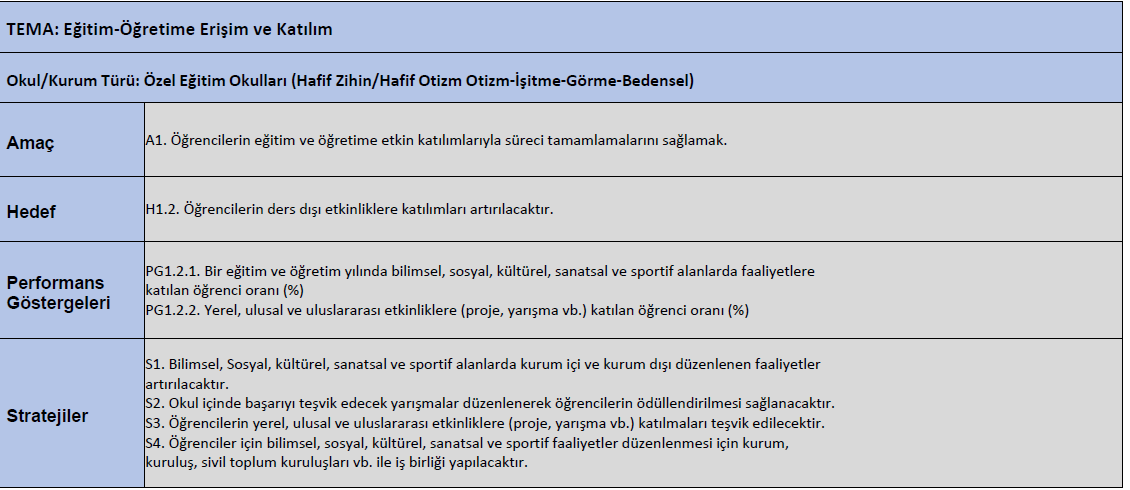 TEMA: Eğitim-Öğretime Erişim ve Katılım
Okul/Kurum Türü: Özel Eğitim Okulları (Hafif Zihin/Hafif Otizm Otizm-İşitme-Görme-Bedensel)
Amaç
A1. Öğrencilerin eğitim ve öğretime etkin katılımlarıyla süreci tamamlamalarını sağlamak.
Hedef
H1.2. Öğrencilerin ders dışı etkinliklere katılımları artırılacaktır.
Performans
Göstergeleri
PG1.2.1. Bir eğitim ve öğretim yılında bilimsel, sosyal, kültürel, sanatsal ve sportif alanlarda faaliyetlere
katılan öğrenci oranı (%)
PG1.2.2. Yerel, ulusal ve uluslararası etkinliklere (proje, yarışma vb.) katılan öğrenci oranı (%)
Stratejiler
S1. Bilimsel, Sosyal, kültürel, sanatsal ve sportif alanlarda kurum içi ve kurum dışı düzenlenen faaliyetler
artırılacaktır.
S2. Okul içinde başarıyı teşvik edecek yarışmalar düzenlenerek öğrencilerin ödüllendirilmesi sağlanacaktır.
S3. Öğrencilerin yerel, ulusal ve uluslararası etkinliklere (proje, yarışma vb.) katılmaları teşvik edilecektir.
S4. Öğrenciler için bilimsel, sosyal, kültürel, sanatsal ve sportif faaliyetler düzenlenmesi için kurum,
kuruluş, sivil toplum kuruluşları vb. ile iş birliği yapılacaktır.